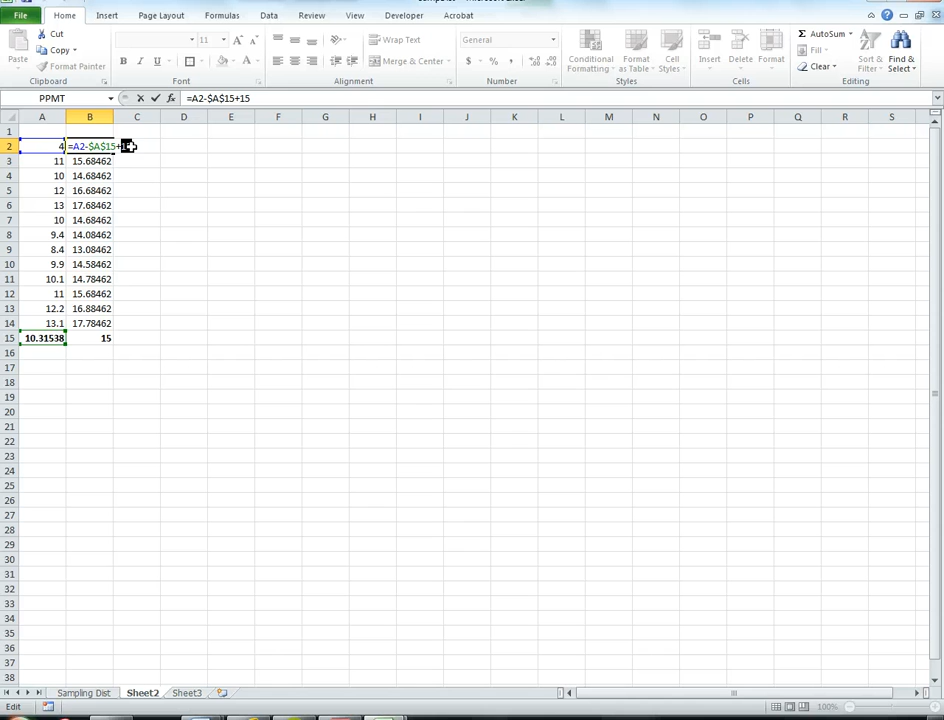 File Home Insert Page Layout Formulas Data Review View Developer Acrobat
Paste
Cut
Copy
Format Painter
Clipboard
11
Font
Wrap Text
Merge & Center
Alignment
General
Number
Conditional Formatting
Format as Table
Cell Styles
Styles
Insert Delete Format
Cells
AutoSum
Fill
Clear
Sort & Filter
Find & Select
Editing
PPMT fx =A2-$A$15+15
A B C D E F G H I J K L M N O P Q R S
1
2 4 =A2-$A$15+
3 11 15.68462
4 10 14.68462
5 12 16.68462
6 13 17.68462
7 10 14.68462
8 9.4 14.08462
9 8.4 13.08462
10 9.9 14.58462
11 10.1 14.78462
12 11 15.68462
13 12.2 16.88462
14 13.1 17.78462
15 10.31538 15
16
17
18
19
20
21
22
23
24
25
26
27
28
29
30
31
32
33
34
35
36
37
38
Sampling Dist Sheet2 Sheet3
Edit 100%